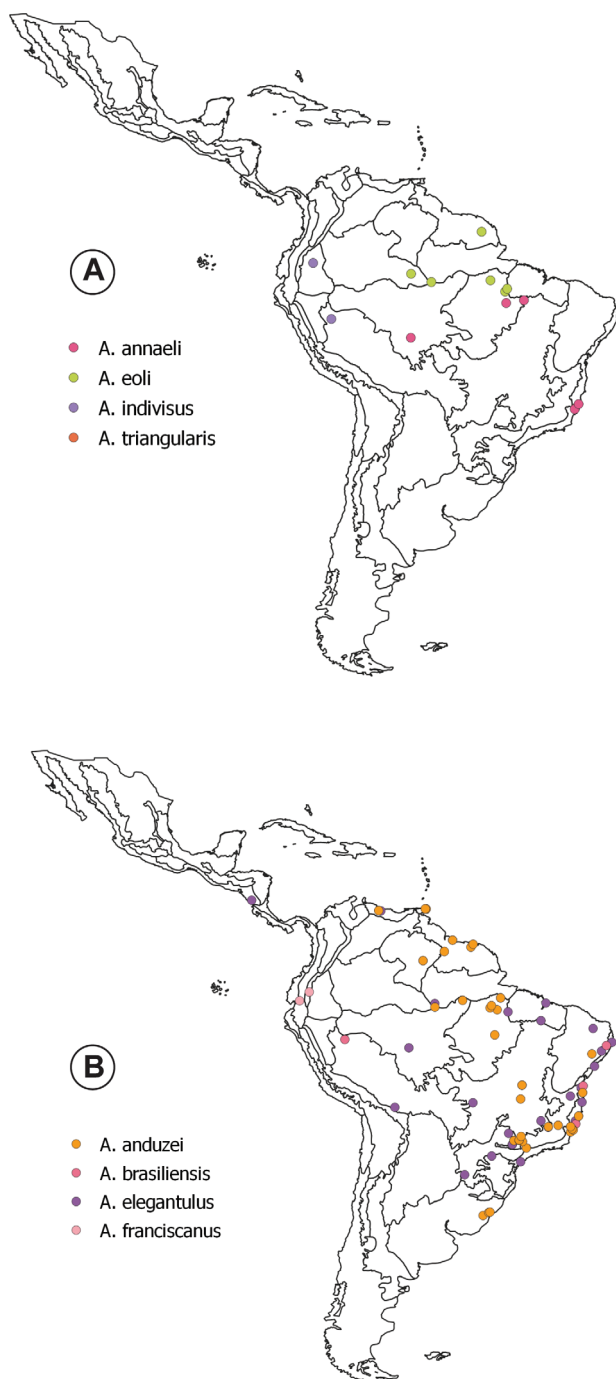 A
A. annaeli
A. eoli
A. indivisus
A. triangularis
B
A. anduzei
A. brasiliensis
A. elegantulus
A. franciscanus